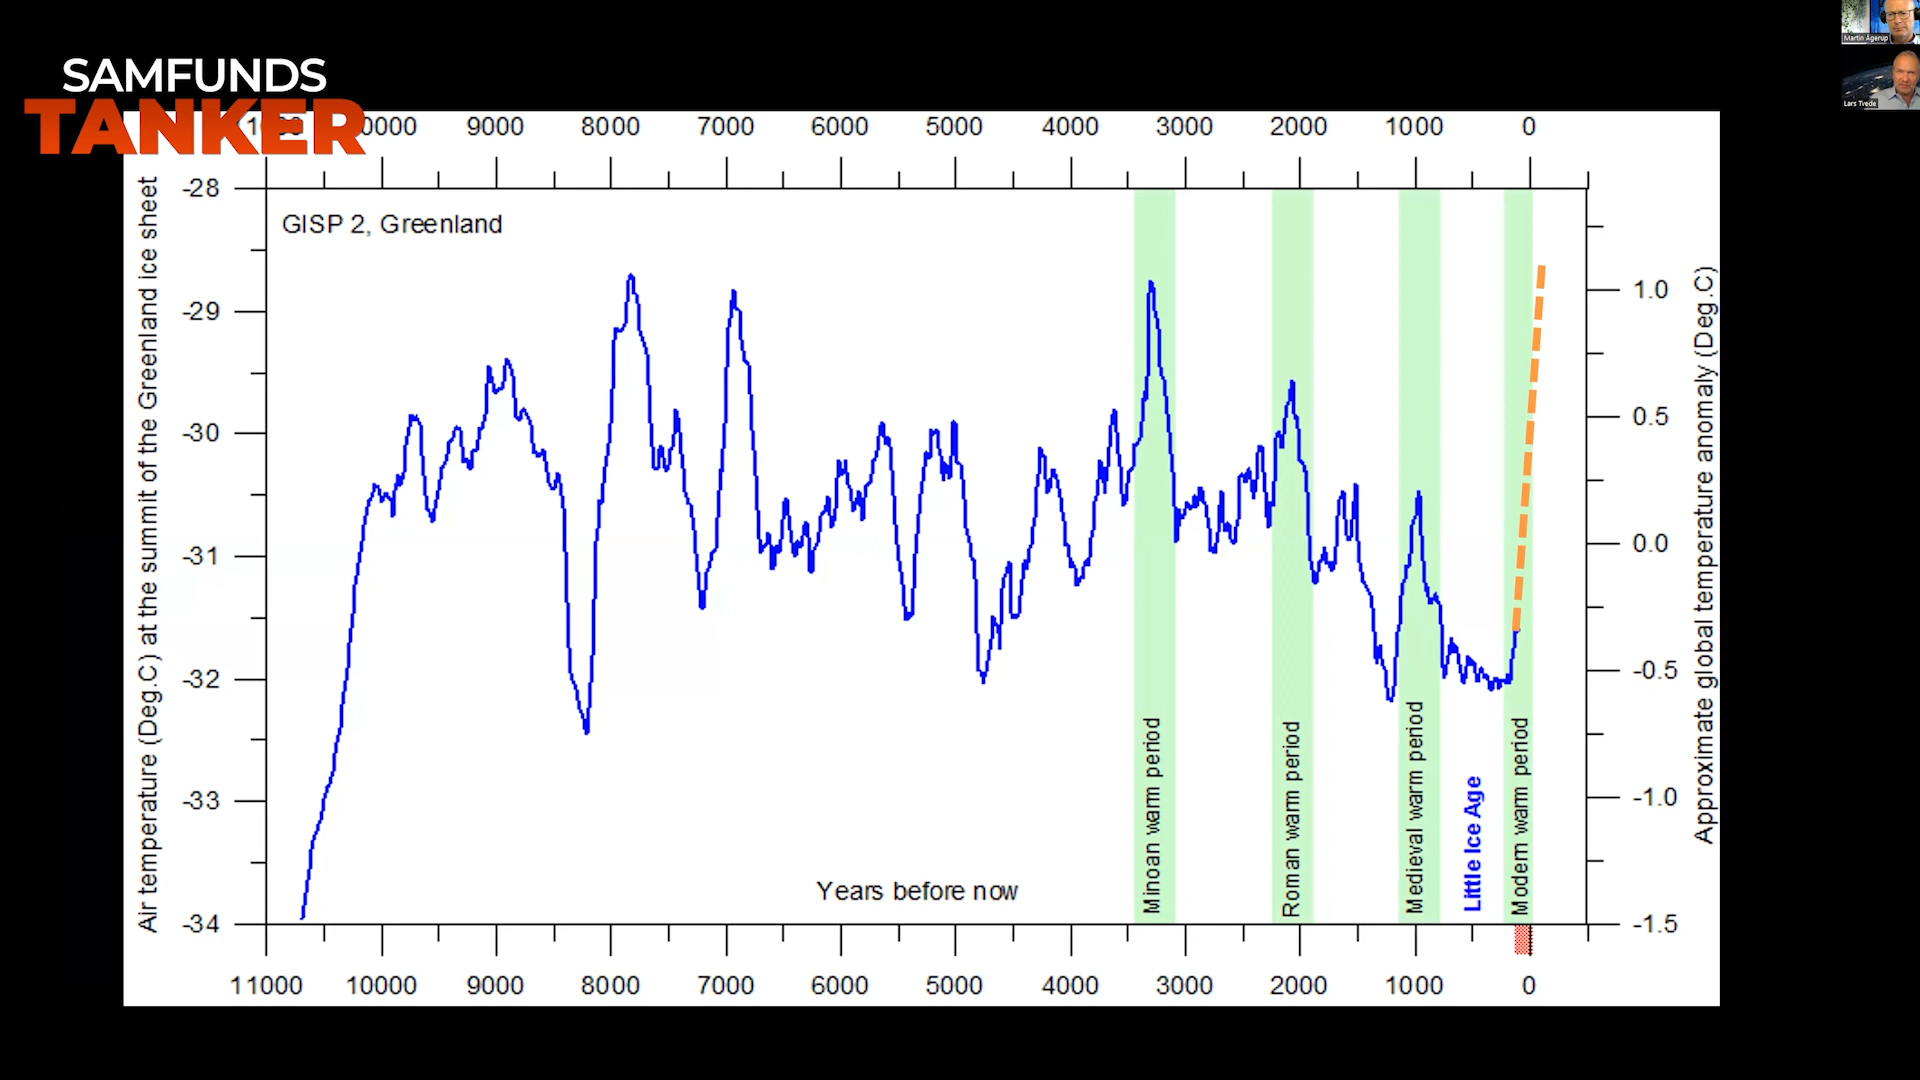 SAMFUNDS
TANKER
Martin Ågerup
Lars Tvede
9000 8000 7000 6000 5000 4000 3000 2000 1000 0
GISP 2, Greenland
Air temperature (Deg.C) at the summit of the Greenland ice sheet
-28
-29
-30
-31
-32
-33
-34
Approximate global temperature anomaly (Deg.C)
1.0
0.5
0.0
-0.5
-1.0
-1.5
Minoan warm period
Roman warm period
Medieval warm period
Little Ice Age
Modern warm period
Years before now
11000 10000 9000 8000 7000 6000 5000 4000 3000 2000 1000 0